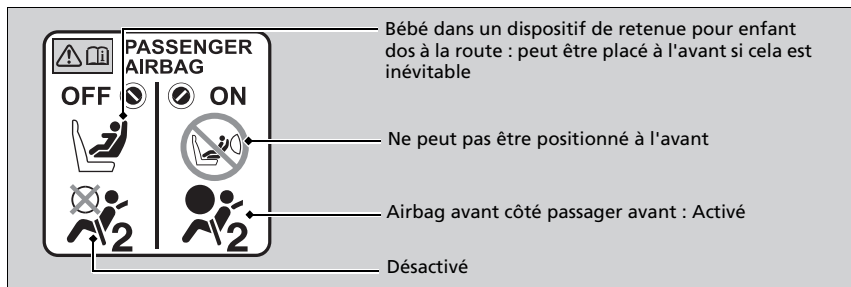 PASSENGER
AIRBAG
OFF ON
2 2
Bébé dans un dispositif de retenue pour enfant
dos à la route : peut être placé à l'avant si cela est
inévitable
Ne peut pas être positionné à l'avant
Airbag avant côté passager avant : Activé
Désactivé